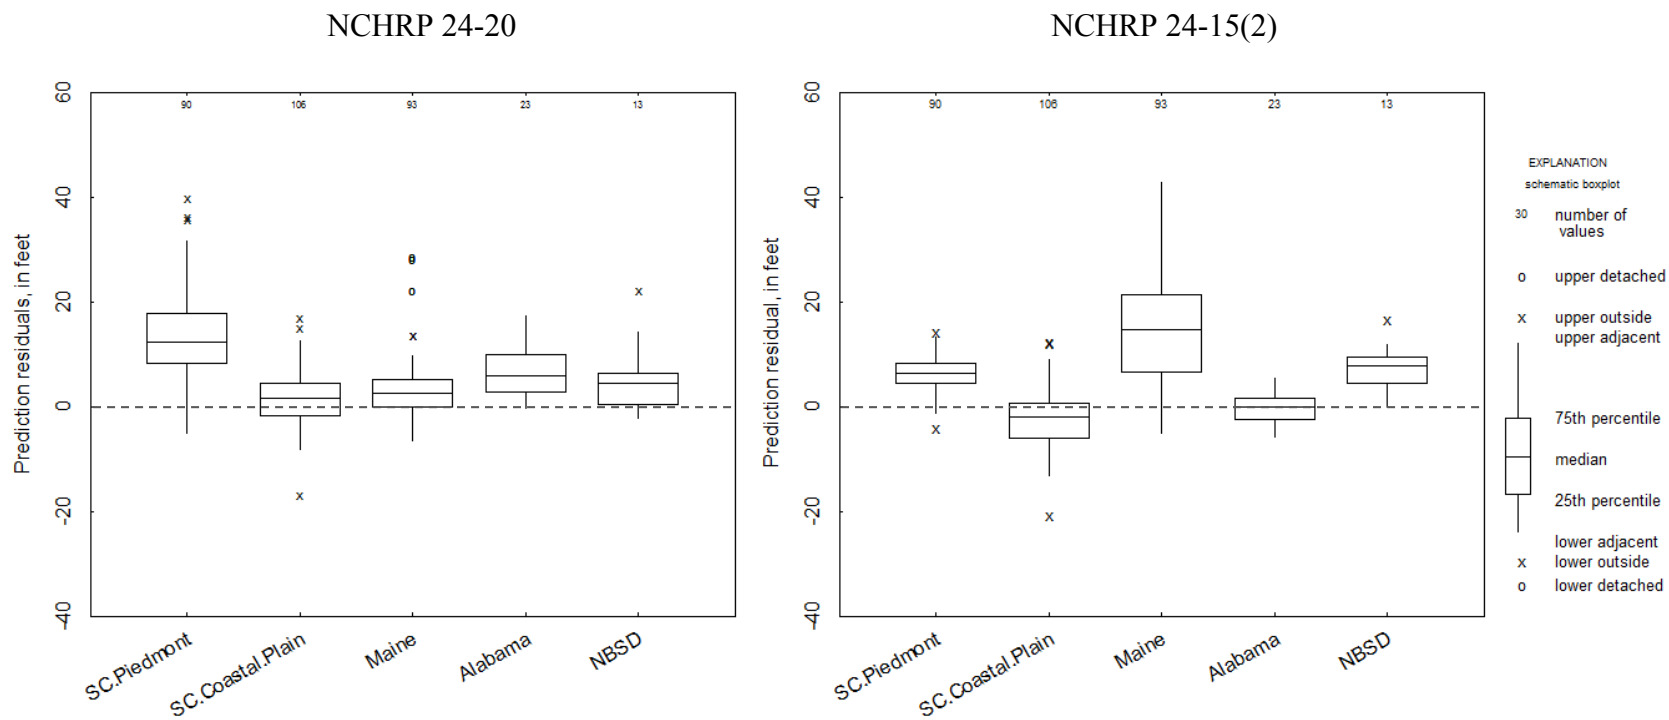 NCHRP 24-20
NCHRP 24-15(2)
Prediction residuals, in feet
60
40
20
0
-20
-40
90
106
93
23
13
x
x
x
x
x
x
o
o
o
x
x
SC.Piedmont
SC.Coastal.Plain
Maine
Alabama
NBSD
Prediction residual, in feet
60
40
20
0
-20
-40
90
106
93
23
13
x
x
x
x
x
SC.Piedmont
SC.Coastal.Plain
Maine
Alabama
NBSD
EXPLANATION
schematic boxplot
30 number of
values
o upper detached
x upper outside
upper adjacent
75th percentile
median
25th percentile
lower adjacent
x lower outside
o lower detached